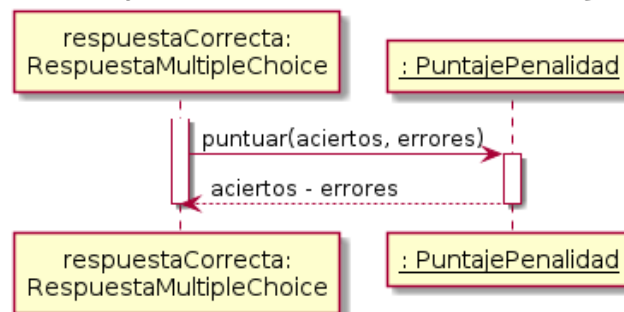 respuestaCorrecta:
RespuestaMultipleChoice
: PuntajePenalidad
puntuar(aciertos, errores)
aciertos - errores
respuestaCorrecta:
RespuestaMultipleChoice
: PuntajePenalidad